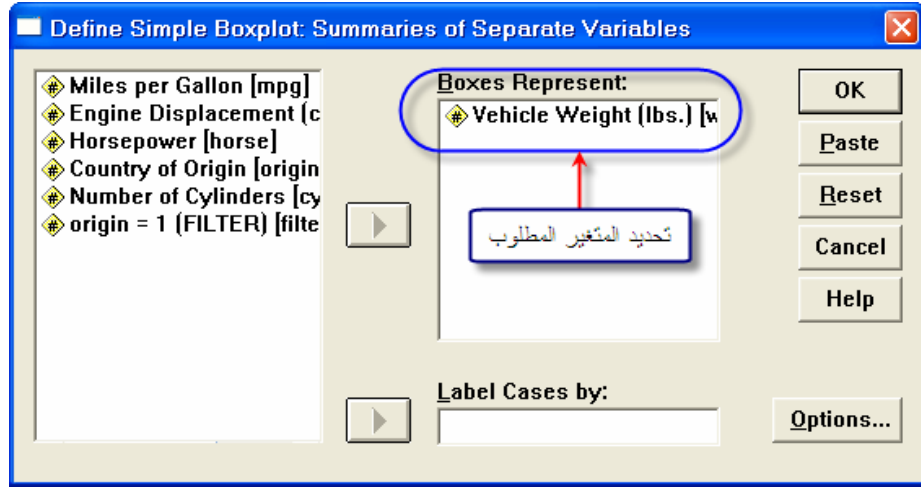 Define Simple Boxplot: Summaries of Separate Variables
Miles per Gallon [mpg]
Engine Displacement (c
Horsepower [horse]
Country of Origin [origin
Number of Cylinders [cy
origin = 1 (FILTER) [filte
Boxes Represent:
Vehicle Weight (lbs.) [w
تحديد المتغير المطلوب
Label Cases by:
OK
Paste
Reset
Cancel
Help
Options...